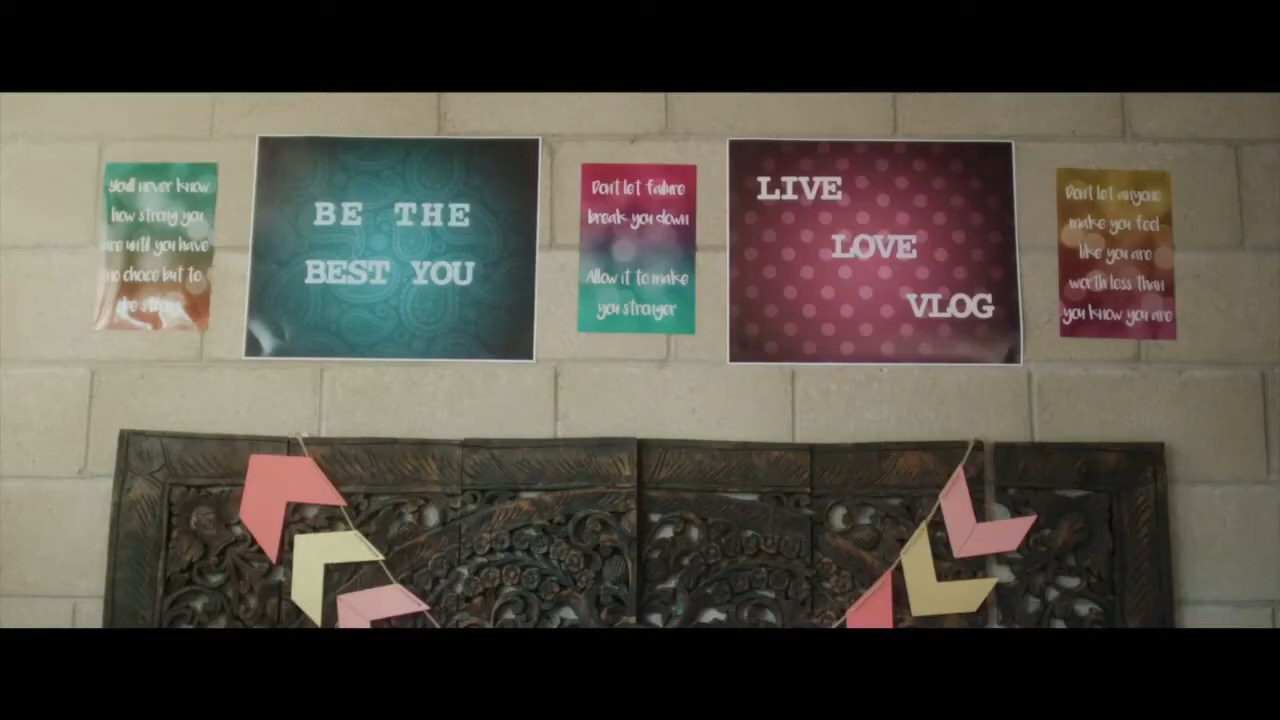 You'll never know
how strong you
are until you have
no choice but to
be strong
BE THE
BEST YOU
Don't let failure
break you down
Allow it to make
you stronger
LIVE
LOVE
VLOG
Don't let anyone
make you feel
like you are
worth less than
you know you are